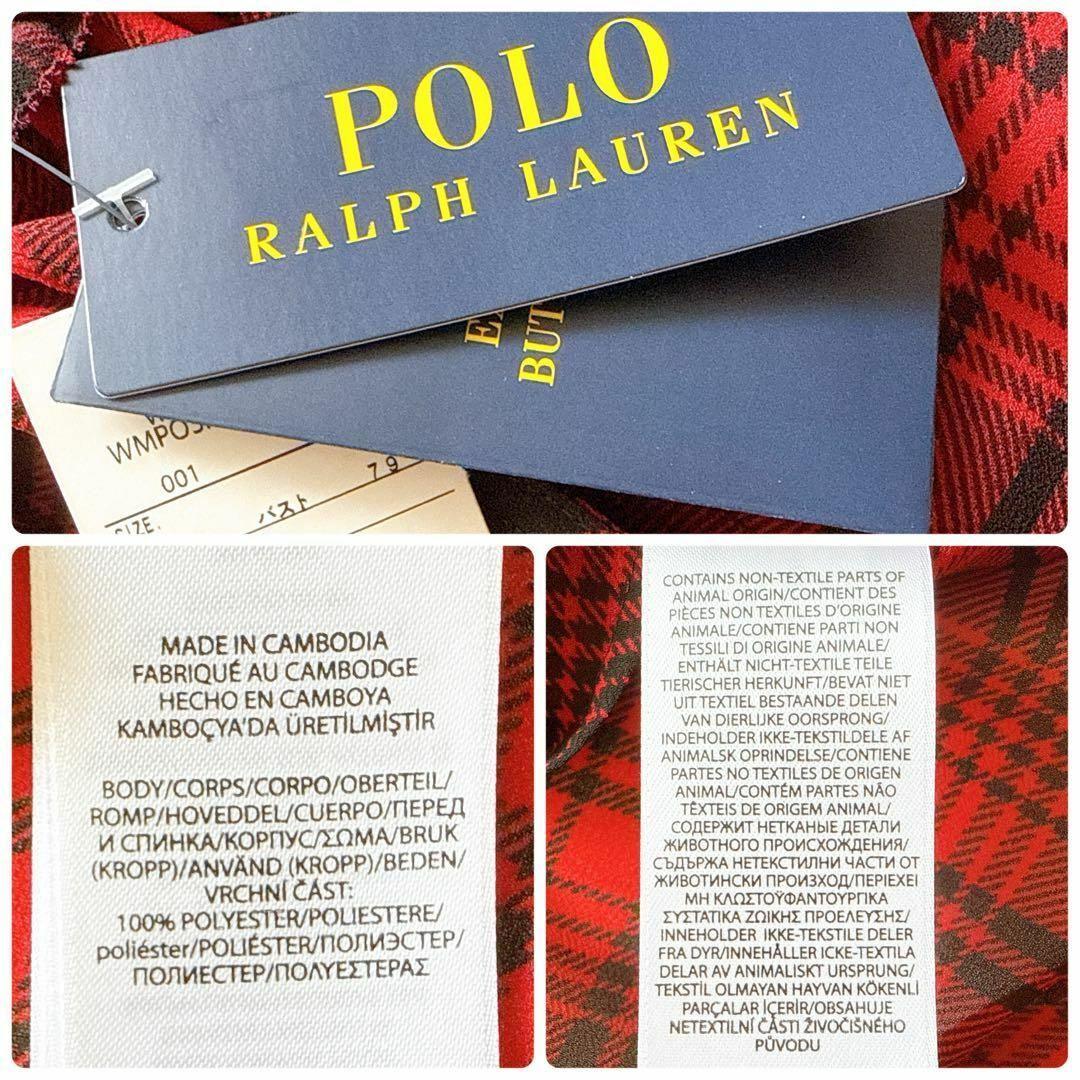 POLO
RALPH LAUREN
BUT
001
SIZE.
バスト 79
MADE IN CAMBODIA
FABRIQUÉ AU CAMBODGE
HECHO EN CAMBOYA
KAMBOÇYA'DA ÜRETİLMİŞTİR
BODY/CORPS/CORPO/OBERTEIL/
ROMP/HOVEDDEL/CUERPO/ПЕРЕД
И СПИНКА/КОРПУС/ΣΩΜΑ/BRUK
(KROPP)/ANVÄND (KROPP)/BEDEN/
VRCHNÍ ČÁST:
100% POLYESTER/POLIESTERE/
poliéster/POLIÉSTER/ПОЛИЭСТЕР/
ПОЛИЕСТЕР/ΠΟΛΥΕΣΤΕΡΑΣ
CONTAINS NON-TEXTILE PARTS OF
ANIMAL ORIGIN/CONTIENT DES
PIÈCES NON TEXTILES D'ORIGINE
ANIMALE/CONTIENE PARTI NON
TESSILI DI ORIGINE ANIMALE/
ENTHÄLT NICHT-TEXTILE TEILE
TIERISCHER HERKUNFT/BEVAT NIET
UIT TEXTIEL BESTAANDE DELEN
VAN DIERLIJKE OORSPRONG/
INDEHOLDER IKKE-TEKSTILDELE AF
ANIMALSK OPRINDELSE/CONTIENE
PARTES NO TEXTILES DE ORIGEN
ANIMAL/CONTÉM PARTES NÃO
TÊXTEIS DE ORIGEM ANIMAL/
СОДЕРЖИТ НЕТКАНЫЕ ДЕТАЛИ
ЖИВОТНОГО ПРОИСХОЖДЕНИЯ/
СЪДЪРЖА НЕТЕКСТИЛНИ ЧАСТИ ОТ
ЖИВОТИНСКИ ПРОИЗХОД/ΠΕΡΙΕΧΕΙ
ΜΗ ΚΛΩΣΤΟΫΦΑΝΤΟΥΡΓΙΚΑ
ΣΥΣΤΑΤΙΚΑ ΖΩΙΚΗΣ ΠΡΟΕΛΕΥΣΗΣ/
INNEHOLDER IKKE-TEKSTILE DELER
FRA DYR/INNEHÅLLER ICKE-TEXTILA
DELAR AV ANIMALISKT URSPRUNG/
TEKSTİL OLMAYAN HAYVAN KÖKENLİ
PARÇALAR İÇERİR/OBSAHUJE
NETEXTILNÍ ČÁSTI ŽIVOČIŠNÉHO
PŮVODU